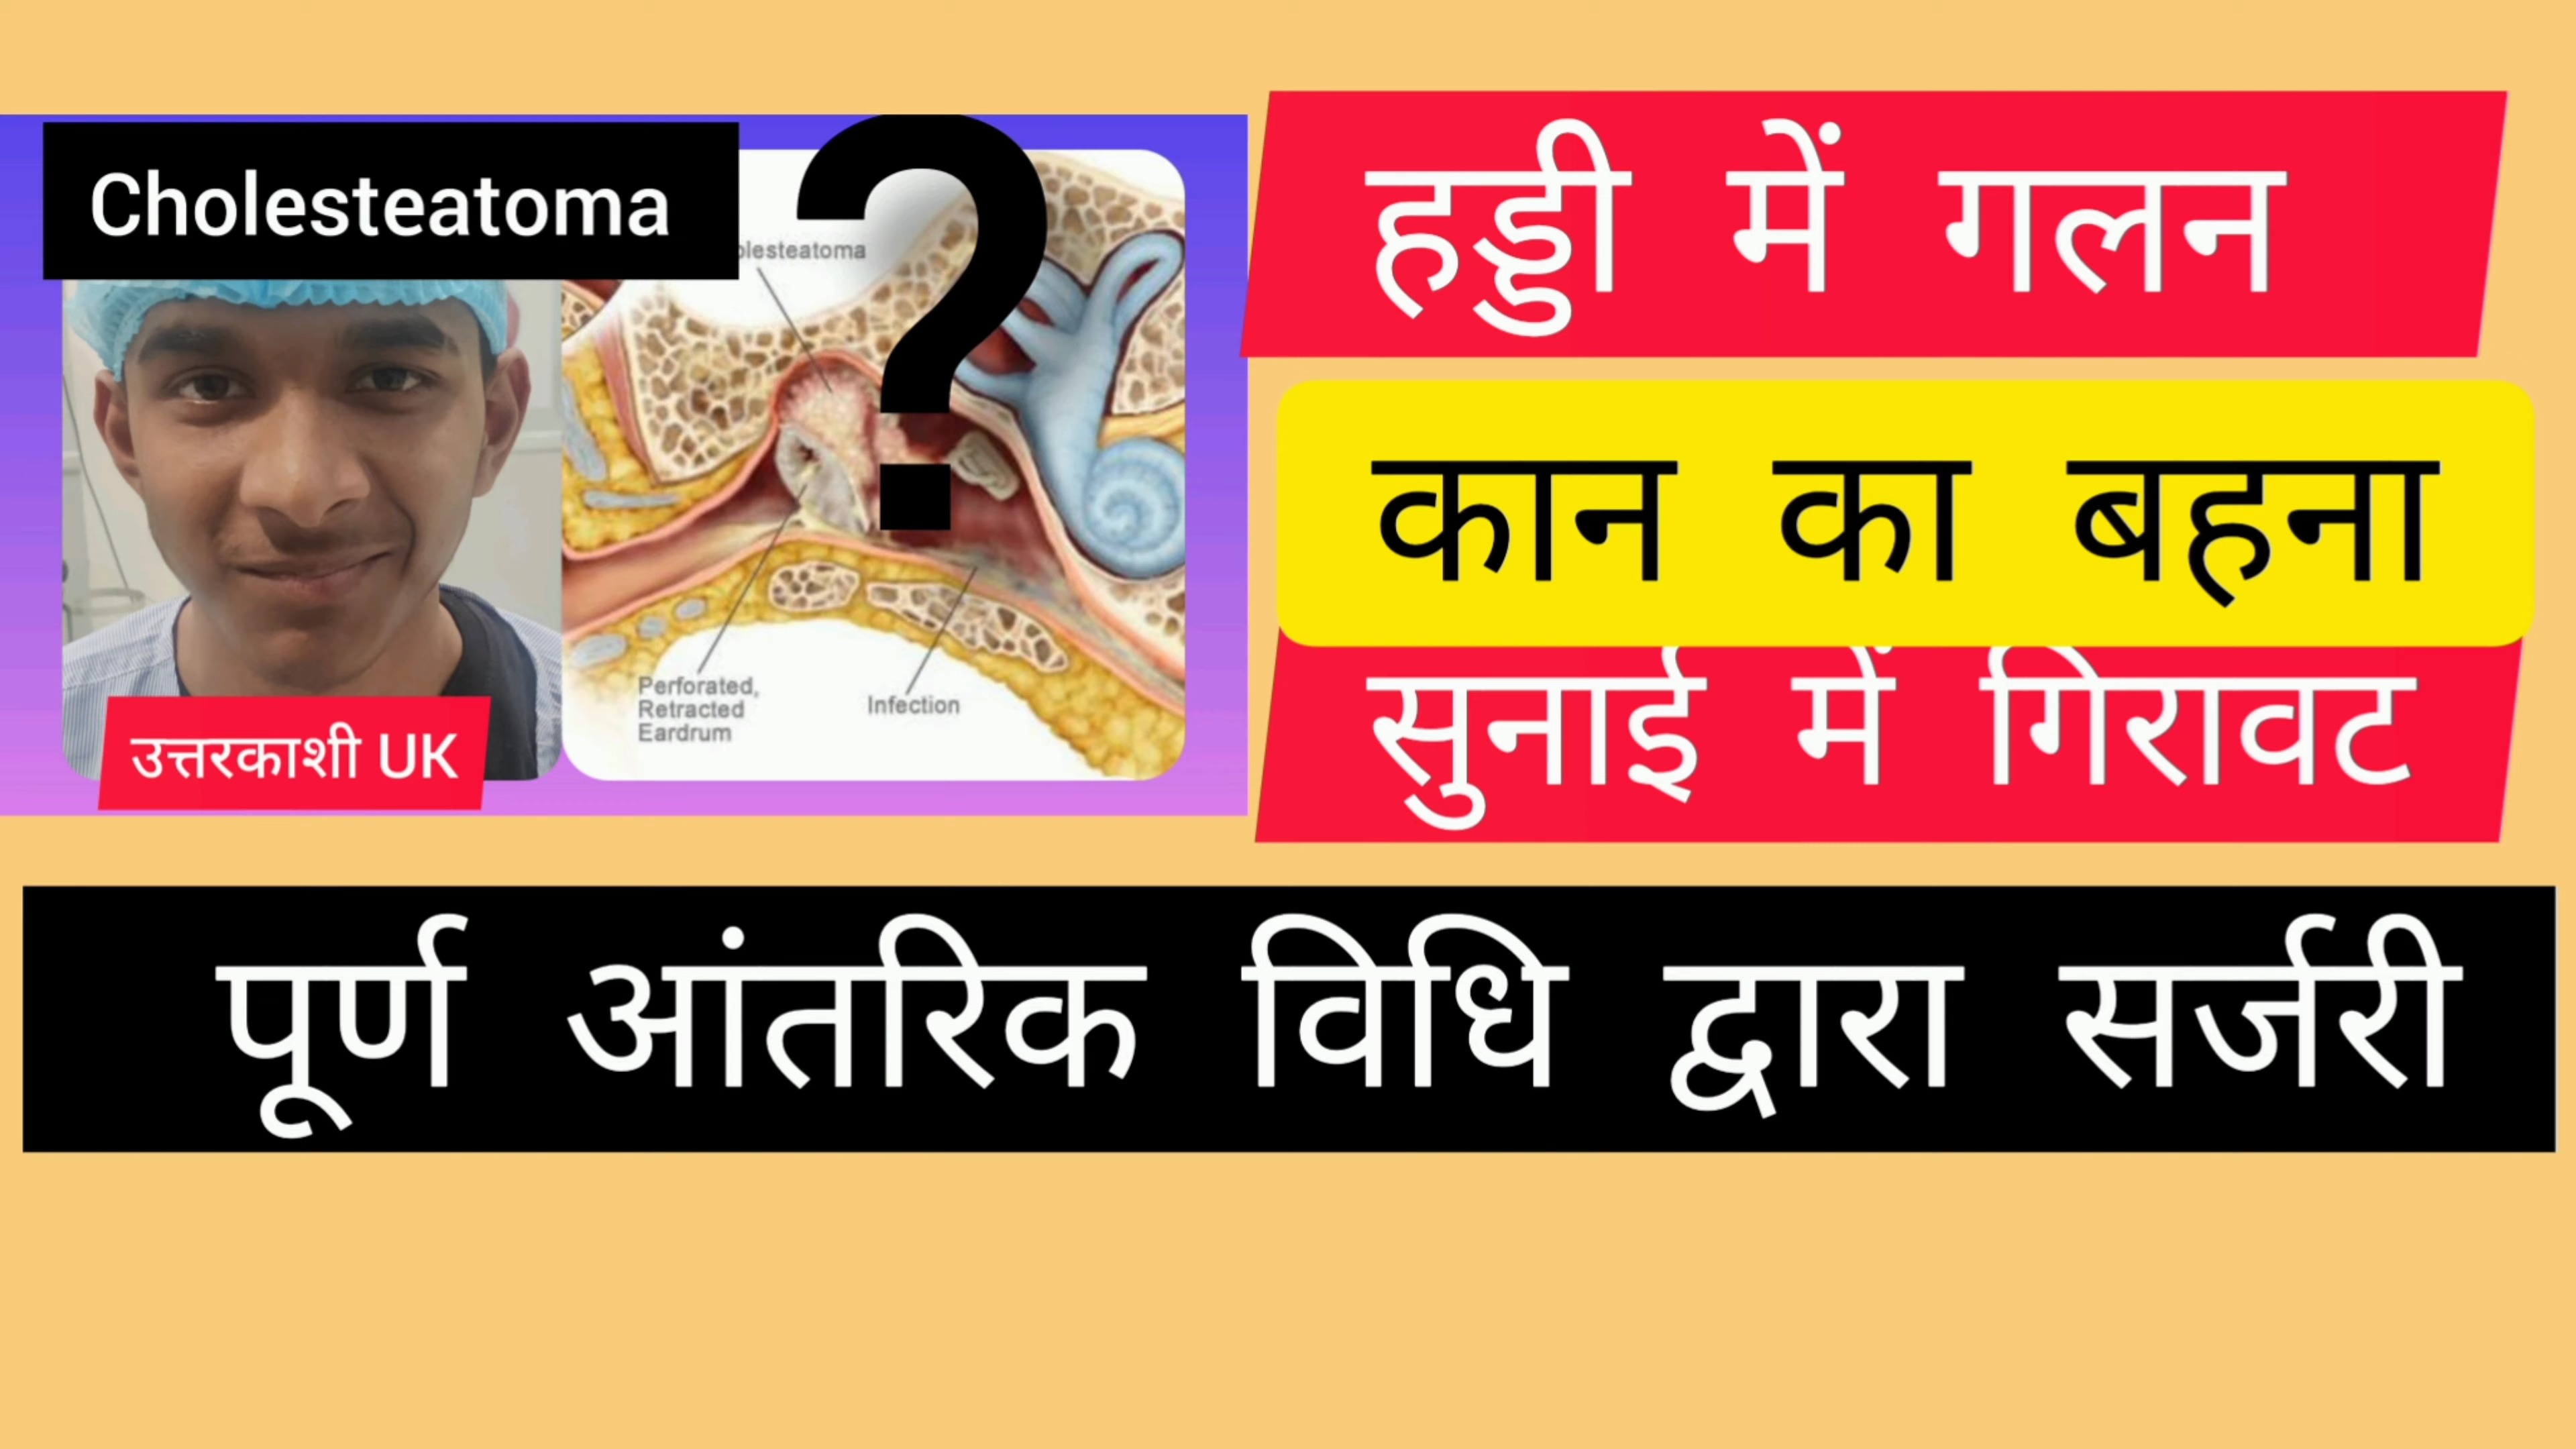 Cholesteatoma
olesteatoma
Perforated,
Retracted
Eardrum
Infection
उत्तरकाशी UK
हड्डी में गलन
कान का बहना
सुनाई में गिरावट
पूर्ण आंतरिक विधि द्वारा सर्जरी